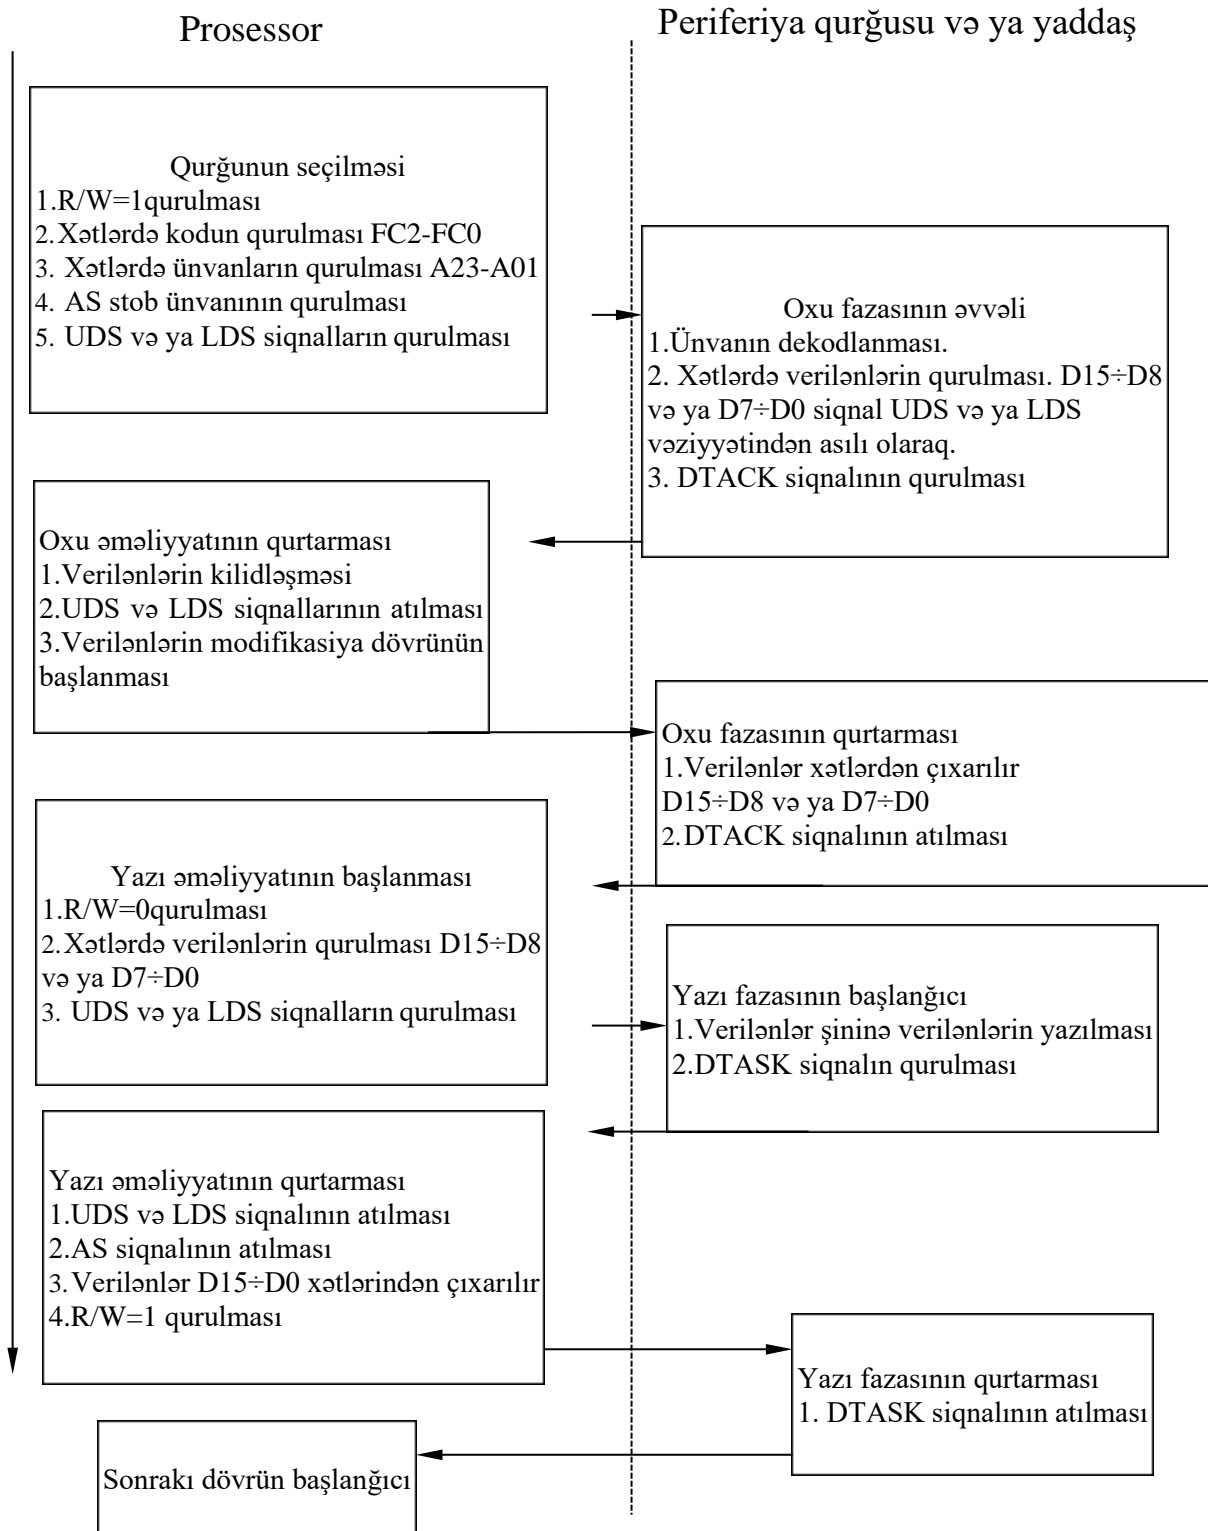 Prosessor
Periferiya qurğusu və ya yaddaş
Qurğunun seçilməsi
1.R/W=1qurulması
2.Xətlərdə kodun qurulması FC2-FC0
3. Xətlərdə ünvanların qurulması A23-A01
4. AS stob ünvanının qurulması
5. UDS və ya LDS siqnalların qurulması
Oxu fazasının əvvəli
1.Ünvanın dekodlanması.
2. Xətlərdə verilənlərin qurulması. D15÷D8
və ya D7÷D0 siqnal UDS və ya LDS
vəziyyətindən asılı olaraq.
3. DTACK siqnalının qurulması
Oxu əməliyyatının qurtarması
1.Verilənlərin kilidləşməsi
2.UDS və LDS siqnallarının atılması
3.Verilənlərin modifikasiya dövrünün
başlanması
Oxu fazasının qurtarması
1.Verilənlər xətlərdən çıxarılır
D15÷D8 və ya D7÷D0
2.DTACK siqnalının atılması
Yazı əməliyyatının başlanması
1.R/W=0qurulması
2.Xətlərdə verilənlərin qurulması D15÷D8
və ya D7÷D0
3. UDS və ya LDS siqnalların qurulması
Yazı fazasının başlanğıcı
1.Verilənlər şininə verilənlərin yazılması
2.DTASK siqnalın qurulması
Yazı əməliyyatının qurtarması
1.UDS və LDS siqnalının atılması
2.AS siqnalının atılması
3.Verilənlər D15÷D0 xətlərindən çıxarılır
4.R/W=1 qurulması
Yazı fazasının qurtarması
1. DTASK siqnalının atılması
Sonrakı dövrün başlanğıcı